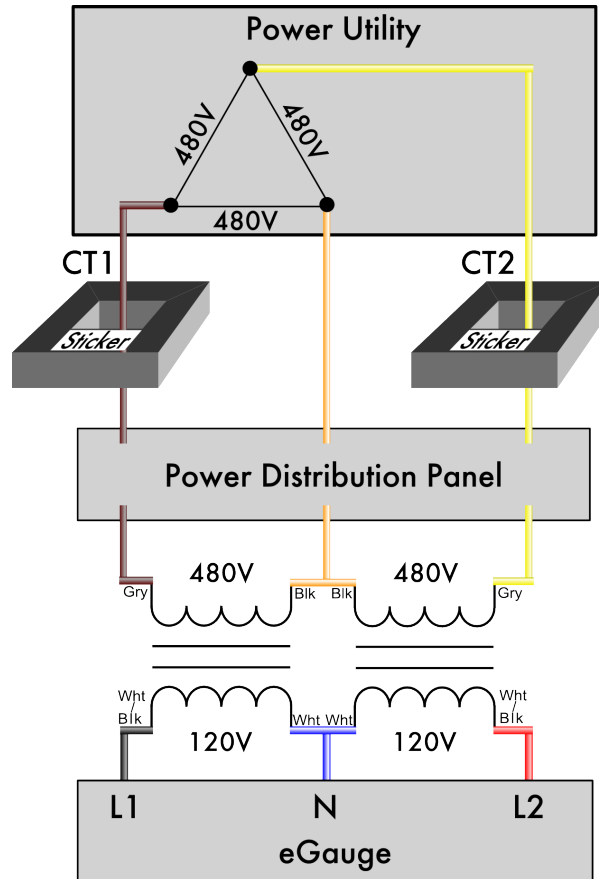 Power Utility
480V
480V
480V
CT1
CT2
Sticker
Sticker
Power Distribution Panel
480V
480V
Gry
Blk
Blk
Gry
Wht
Blk
Wht
Wht
Wht
Blk
120V
120V
L1
N
L2
eGauge